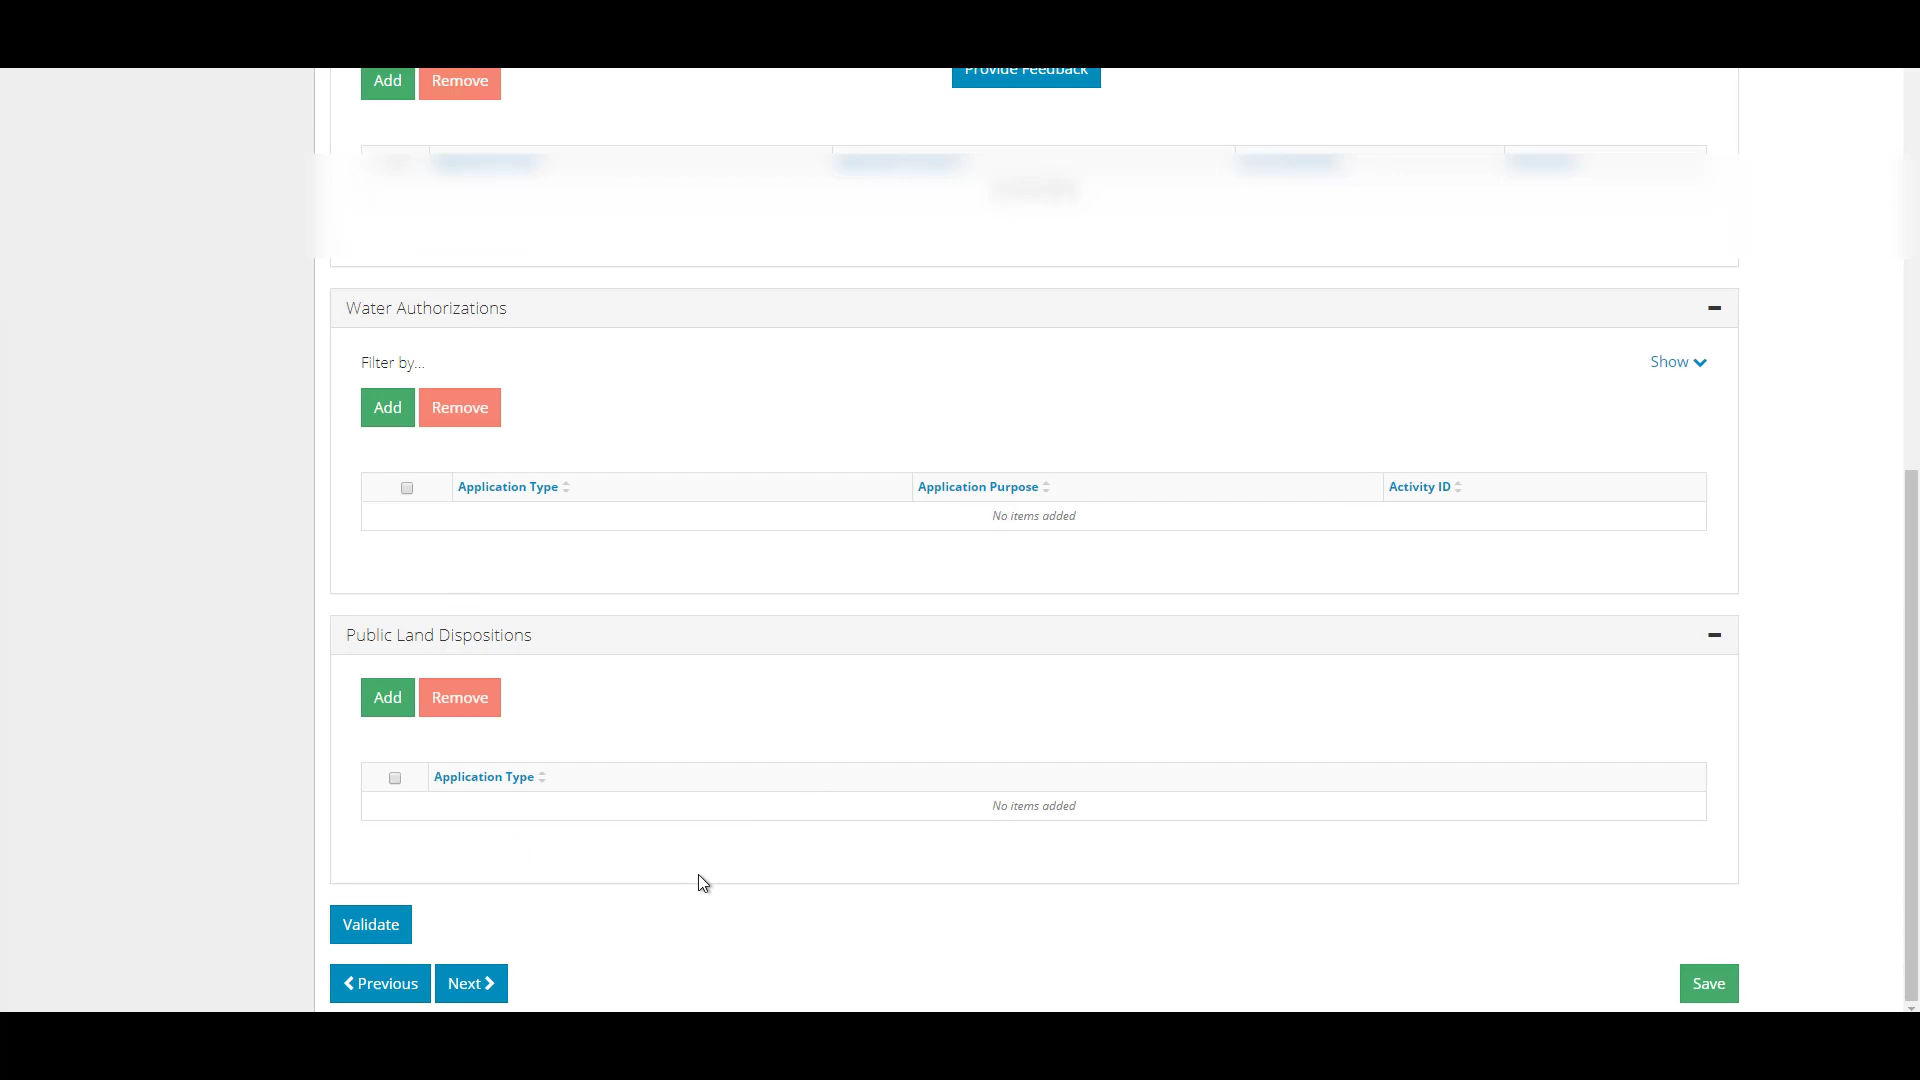 Add Remove Provide Feedback
Water Authorizations
Filter by... Show
Add Remove
Application Type Application Purpose Activity ID
No items added
Public Land Dispositions
Add Remove
Application Type
No items added
Validate
Previous Next Save